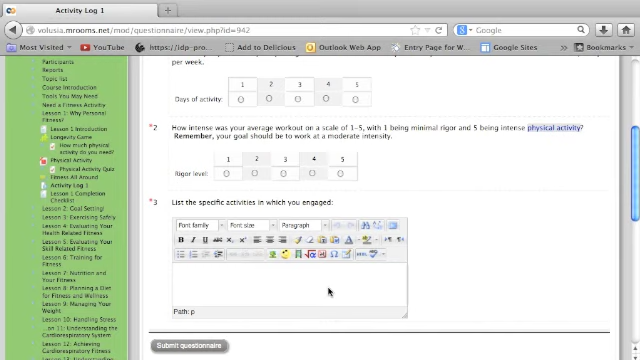 Activity Log 1
volusia.mrooms.net/mod/questionnaire/view.php?id=942
Google
Most Visited
YouTube
https://idp-pro...
Add to Delicious
Outlook Web App
Entry Page for W...
Google Sites
Bookmarks
Participants
Reports
Topic list
Course Introduction
Tools You May Need
Need a Fitness Activity
Lesson 1: Why Personal Fitness?
Lesson 1 Introduction
Longevity Game
How much physical activity do you need?
Physical Activity
Physical Activity Quiz
Fitness All Around
Activity Log 1
Lesson 1 Completion Checklist
Lesson 2: Goal Setting!
Lesson 3: Exercising Safely
Lesson 4: Evaluating Your Health Related Fitness
Lesson 5: Evaluating Your Skill Related Fitness
Lesson 6: Training for Fitness
Lesson 7: Nutrition and Your Fitness
Lesson 8: Planning a Diet for Fitness and Wellness
Lesson 9: Managing Your Weight
Lesson 10: Handling Stress
...on 11: Understanding the Cardiorespiratory System
Lesson 12: Achieving Cardiorespiratory Fitness
per week.
1 2 3 4 5
Days of activity:
*2 How intense was your average workout on a scale of 1-5, with 1 being minimal rigor and 5 being intense physical activity?
Remember, your goal should be to work at a moderate intensity.
1 2 3 4 5
Rigor level:
*3 List the specific activities in which you engaged:
Font family Font size Paragraph
B I U ABC
HTML
Path: p
Submit questionnaire